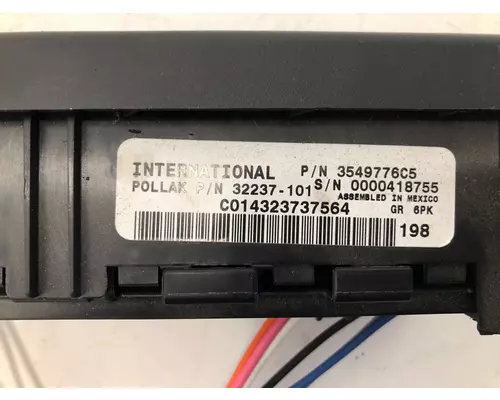 INTERNATIONAL P/N 3549776C5
POLLAK P/N 32237-101 S/N 0000418755
ASSEMBLED IN MEXICO
C014323737564 GR 6PK
198